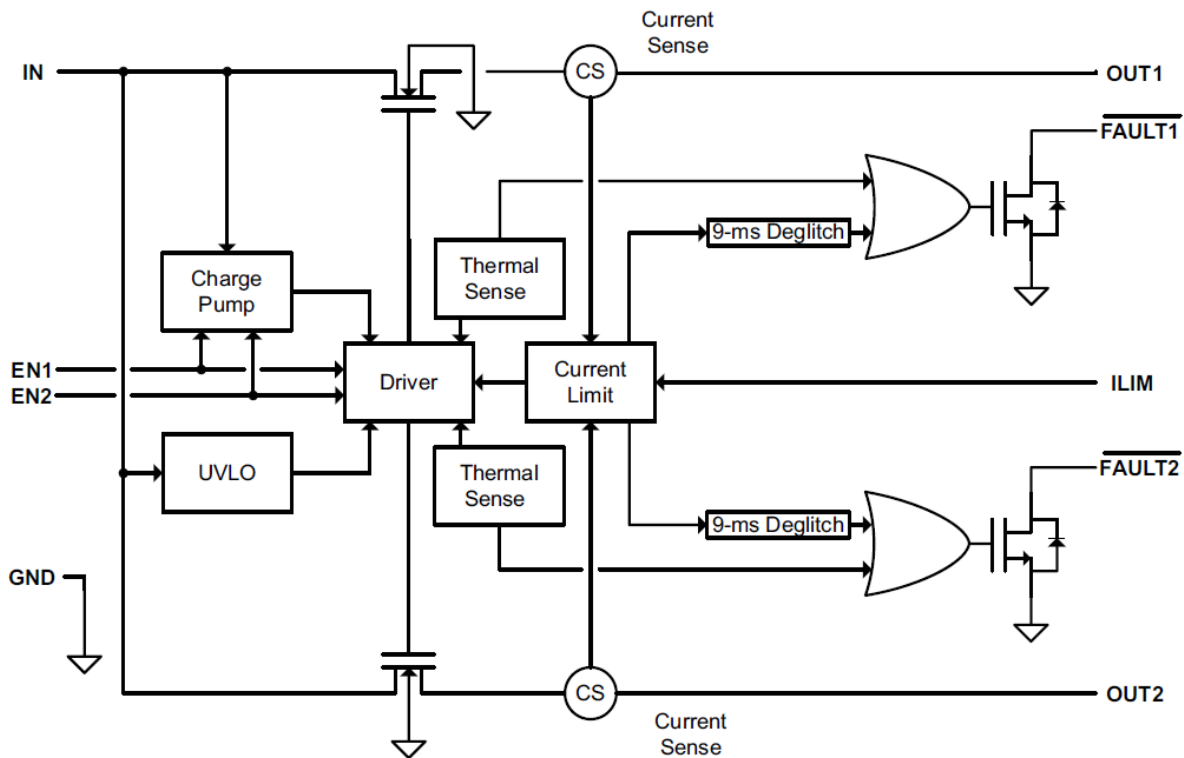 Current
Sense
IN
CS
OUT1
FAULT1
9-ms Deglitch
Thermal
Sense
Charge
Pump
EN1
EN2
Driver
Current
Limit
ILIM
UVLO
Thermal
Sense
FAULT2
9-ms Deglitch
GND
CS
OUT2
Current
Sense